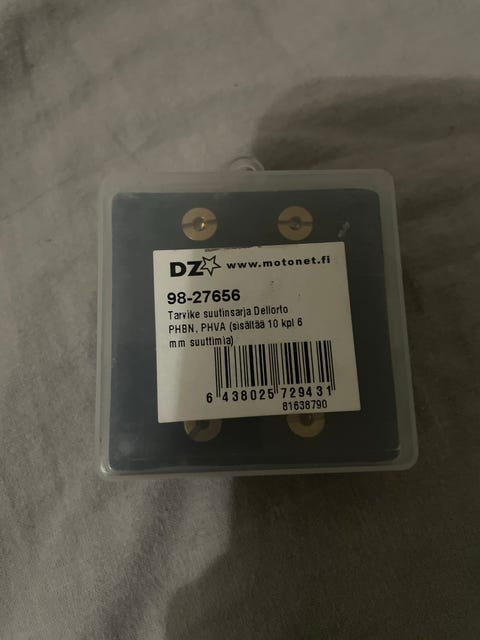 DZ www.motonet.fi
98-27656
Tarvike suutinsarja Dellorto
PHBN, PHVA (sisältää 10 kpl 6
mm suuttimia)
6 438025 729431
81638790